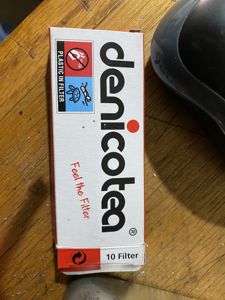 denicotea®
Feel the Filter
PLASTIC IN FILTER
10 Filter